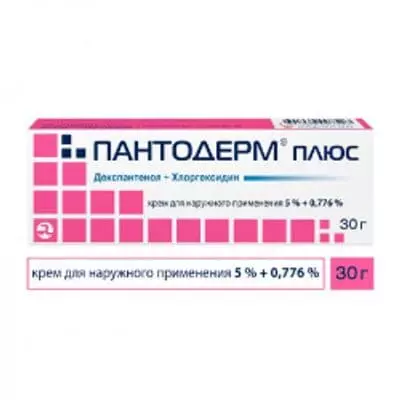 ПАНТОДЕРМ® ПЛЮС
Декспантенол + Хлоргексидин
крем для наружного применения 5 % + 0,776 %
30 г
крем для наружного применения 5 % + 0,776 %
30 г